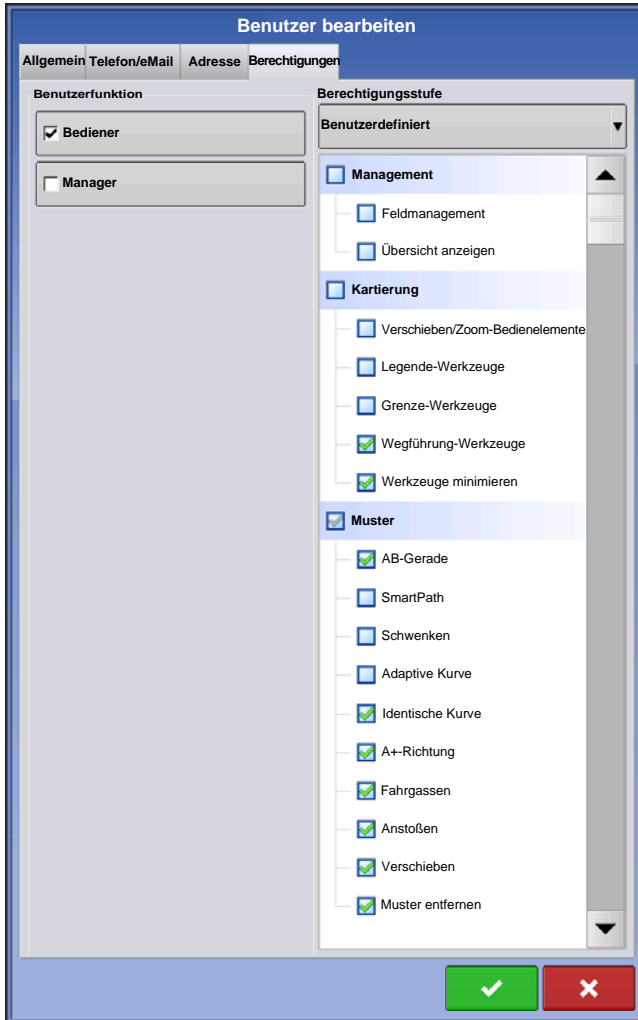 Benutzer bearbeiten
Allgemein Telefon/eMail Adresse Berechtigungen
Benutzerfunktion
Bediener
Manager
Berechtigungsstufe
Benutzerdefiniert
Management
Feldmanagement
Übersicht anzeigen
Kartierung
Verschieben/Zoom-Bedienelemente
Legende-Werkzeuge
Grenze-Werkzeuge
Wegführung-Werkzeuge
Werkzeuge minimieren
Muster
AB-Gerade
SmartPath
Schwenken
Adaptive Kurve
Identische Kurve
A+-Richtung
Fahrgassen
Anstoßen
Verschieben
Muster entfernen